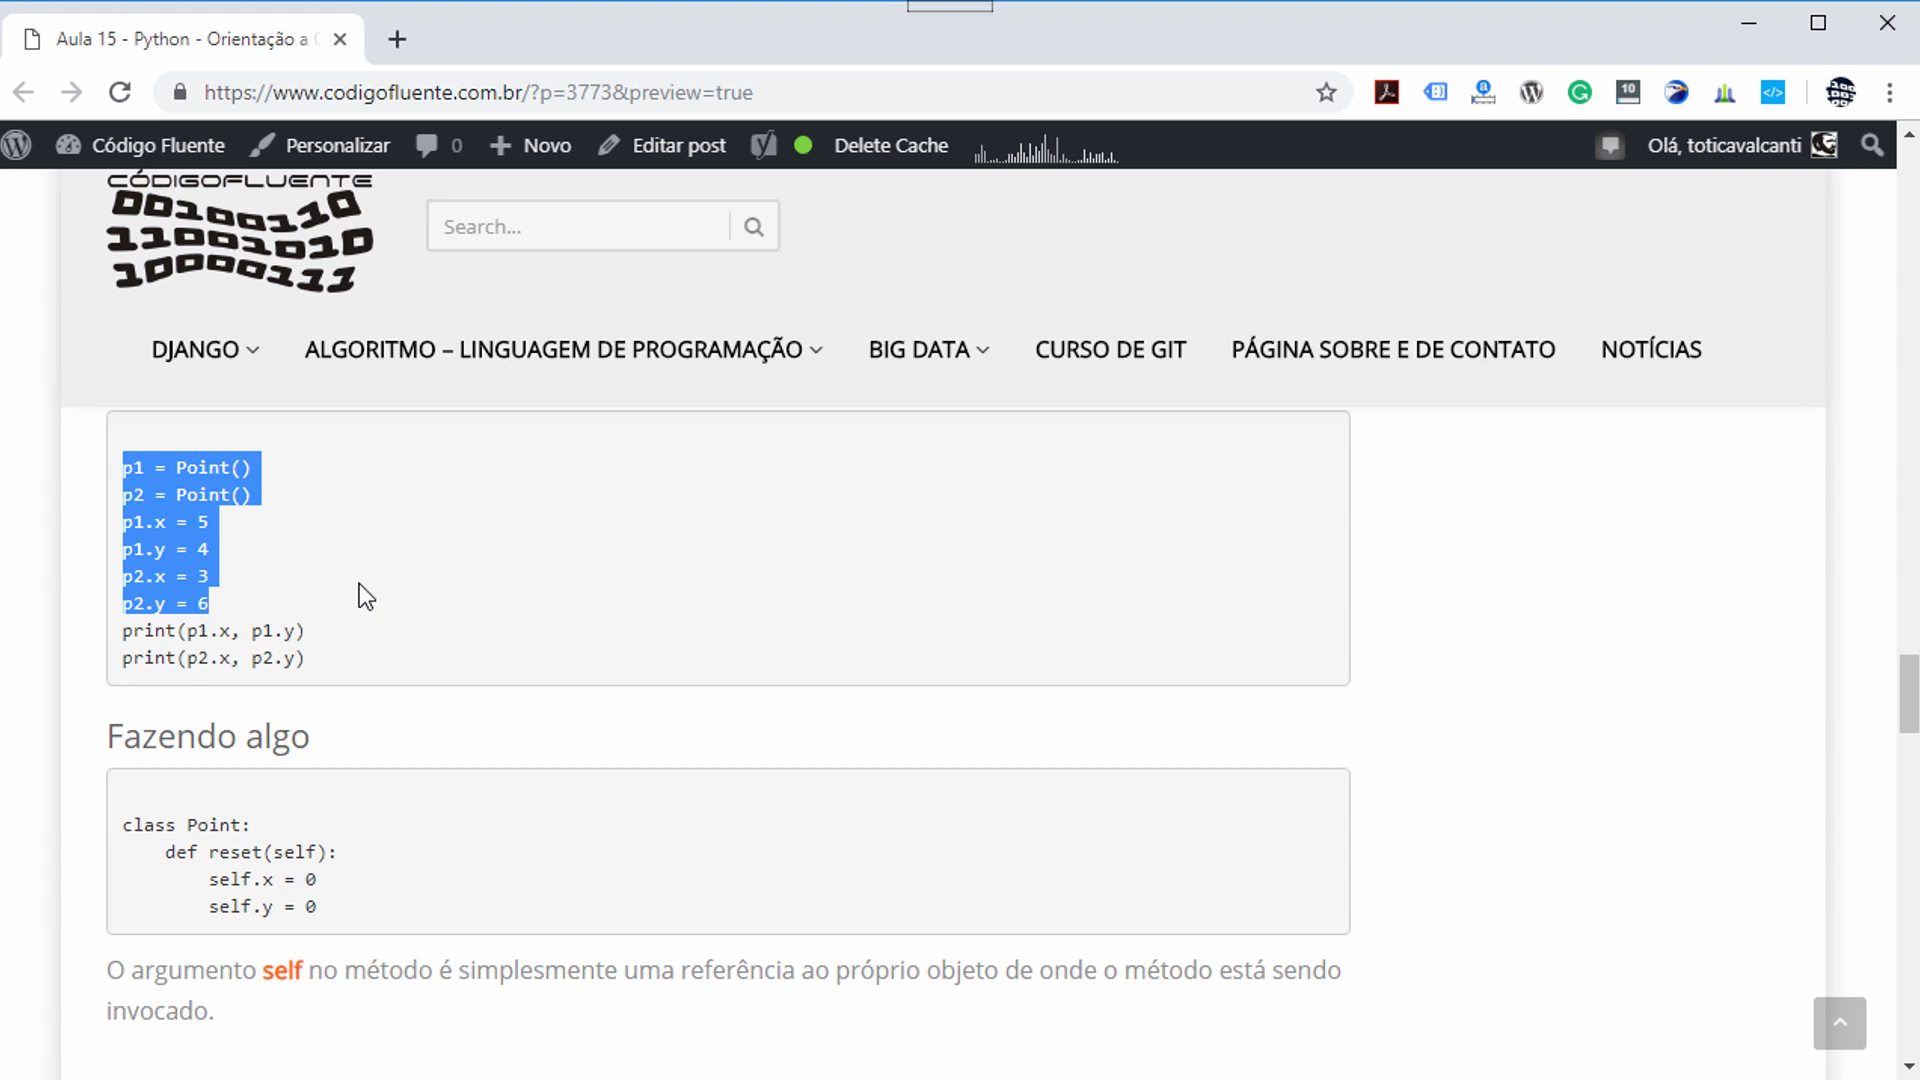 Aula 15 - Python - Orientação a
https://www.codigofluente.com.br/?p=3773&preview=true
10
Código Fluente
Personalizar
0
Novo
Editar post
Delete Cache
Olá, toticavalcanti
CÓDIGOFLUENTE
00100110
11001010
10000111
Search...
DJANGO
ALGORITMO – LINGUAGEM DE PROGRAMAÇÃO
BIG DATA
CURSO DE GIT
PÁGINA SOBRE E DE CONTATO
NOTÍCIAS
p1 = Point()
p2 = Point()
p1.x = 5
p1.y = 4
p2.x = 3
p2.y = 6
print(p1.x, p1.y)
print(p2.x, p2.y)
Fazendo algo
class Point:
def reset(self):
self.x = 0
self.y = 0
O argumento self no método é simplesmente uma referência ao próprio objeto de onde o método está sendo
invocado.